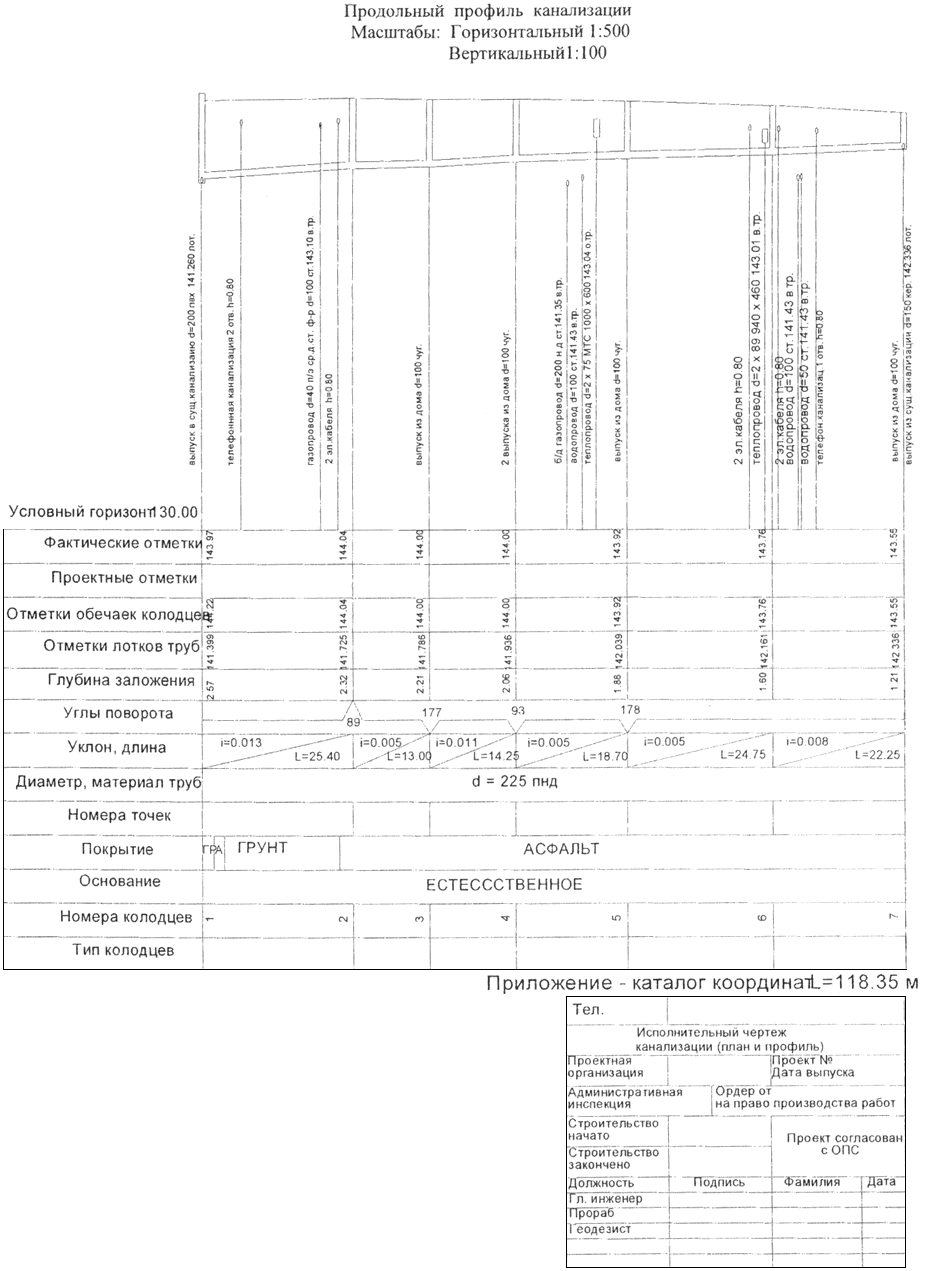 Продольный профиль канализации
Масштабы: Горизонтальный 1:500
Вертикальный1:100
выпуск в сущ канализацию d=200 пвх 141.260 лот.
телефоннная канализация 2 отв. h=0.80
газопровод d=40 п/э ср.д ст. ф-р d=100 ст.143.10 в.тр.
2 эл.кабеля h=0.80
выпуск из дома d=100 чуг.
2 выпуска из дома d=100 чуг.
б/д газопровод d=200 н д ст 141.35 в.тр.
водопровод d=100 ст.141 43 в тр.
теплопровод d=2 x 75 МТС 1000 x 600 143.04 о.тр.
выпуск из дома d=100 чуг.
2 эл.кабеля h=0.80
теплопровод d=2 x 89 940 x 460 143.01 в.тр.
2 эл.кабеля h=0.80
водопровод d=100 ст.141 43 в тр.
водопровод d=50 ст.141.43 в.тр.
телефон.канализац.1 отв. h=0.80
выпуск из дома d=100 чуг.
выпуск из сущ.канализации d=150 кер. 142.336 лот.
Условный горизонт130.00
Фактические отметки 143.97 144.04 144.00 144.00 143.92 143.76 143.55
Проектные отметки
Отметки обечаек колодцев 144.22 144.04 144.00 144.00 143.92 143.76 143.55
Отметки лотков труб 141.399 141.725 141.786 141.936 142.039 142.161 142.336
Глубина заложения 2.57 2.32 2.21 2.06 1.88 1.60 1.21
Углы поворота 89 177 93 178
Уклон, длина i=0.013 L=25.40 i=0.005 L=13.00 i=0.011 L=14.25 i=0.005 L=18.70 i=0.005 L=24.75 i=0.008 L=22.25
Диаметр, материал труб d = 225 пнд
Номера точек
Покрытие ГРА ГРУНТ АСФАЛЬТ
Основание ЕСТЕСССТВЕННОЕ
Номера колодцев 1 2 3 4 5 6 7
Тип колодцев
Приложение - каталог координатL=118.35 м
Тел.
Исполнительный чертеж
канализации (план и профиль)
Проектная организация
Проект №
Дата выпуска
Административная инспекция
Ордер от
на право производства работ
Строительство начато
Проект согласован
с ОПС
Строительство закончено
Должность Подпись Фамилия Дата
Гл. инженер
Прораб
Геодезист